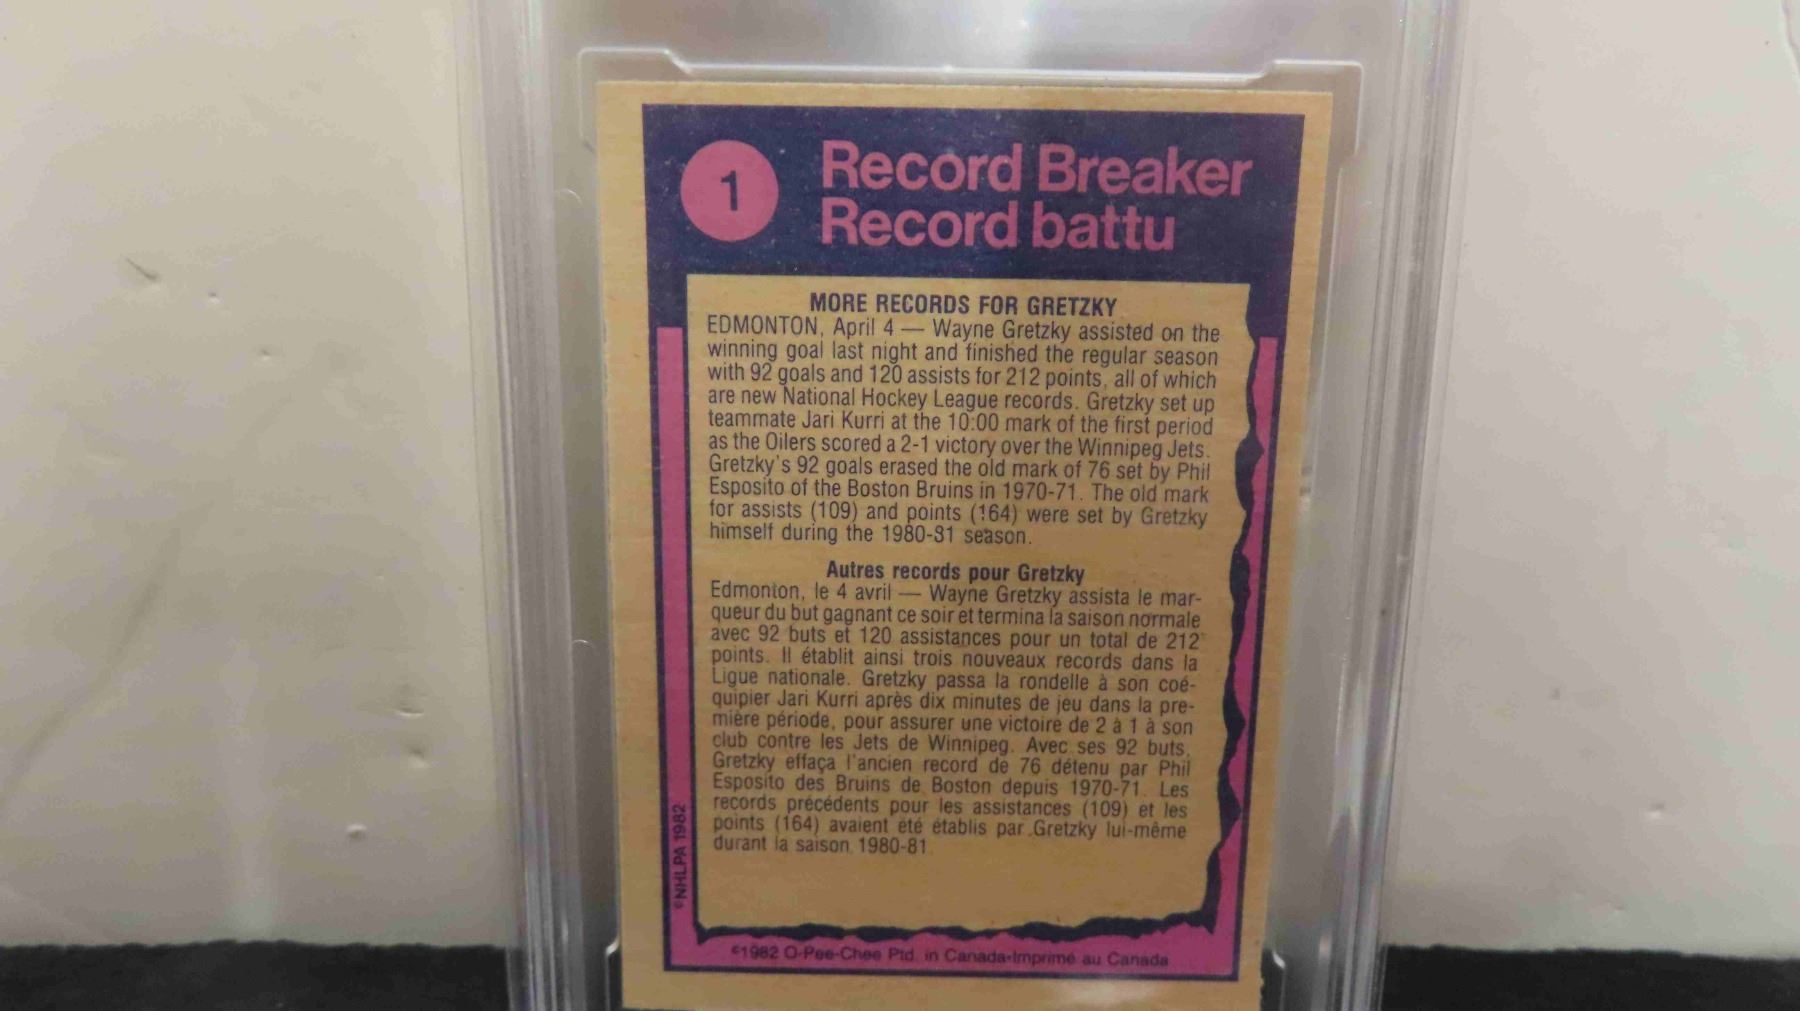 1
Record Breaker
Record battu
MORE RECORDS FOR GRETZKY
EDMONTON, April 4 — Wayne Gretzky assisted on the
winning goal last night and finished the regular season
with 92 goals and 120 assists for 212 points, all of which
are new National Hockey League records. Gretzky set up
teammate Jari Kurri at the 10:00 mark of the first period
as the Oilers scored a 2-1 victory over the Winnipeg Jets.
Gretzky's 92 goals erased the old mark of 76 set by Phil
Esposito of the Boston Bruins in 1970-71. The old mark
for assists (109) and points (164) were set by Gretzky
himself during the 1980-81 season.
Autres records pour Gretzky
Edmonton, le 4 avril — Wayne Gretzky assista le mar-
queur du but gagnant ce soir et termina la saison normale
avec 92 buts et 120 assistances pour un total de 212
points. Il établit ainsi trois nouveaux records dans la
Ligue nationale. Gretzky passa la rondelle à son coé-
quipier Jari Kurri après dix minutes de jeu dans la pre-
mière période, pour assurer une victoire de 2 à 1 à son
club contre les Jets de Winnipeg. Avec ses 92 buts,
Gretzky effaça l'ancien record de 76 détenu par Phil
Esposito des Bruins de Boston depuis 1970-71. Les
records précédents pour les assistances (109) et les
points (164) avaient été établis par Gretzky lui-même
durant la saison 1980-81.
©NHLPA 1982
©1982 O-Pee-Chee Ptd. in Canada-Imprimé au Canada